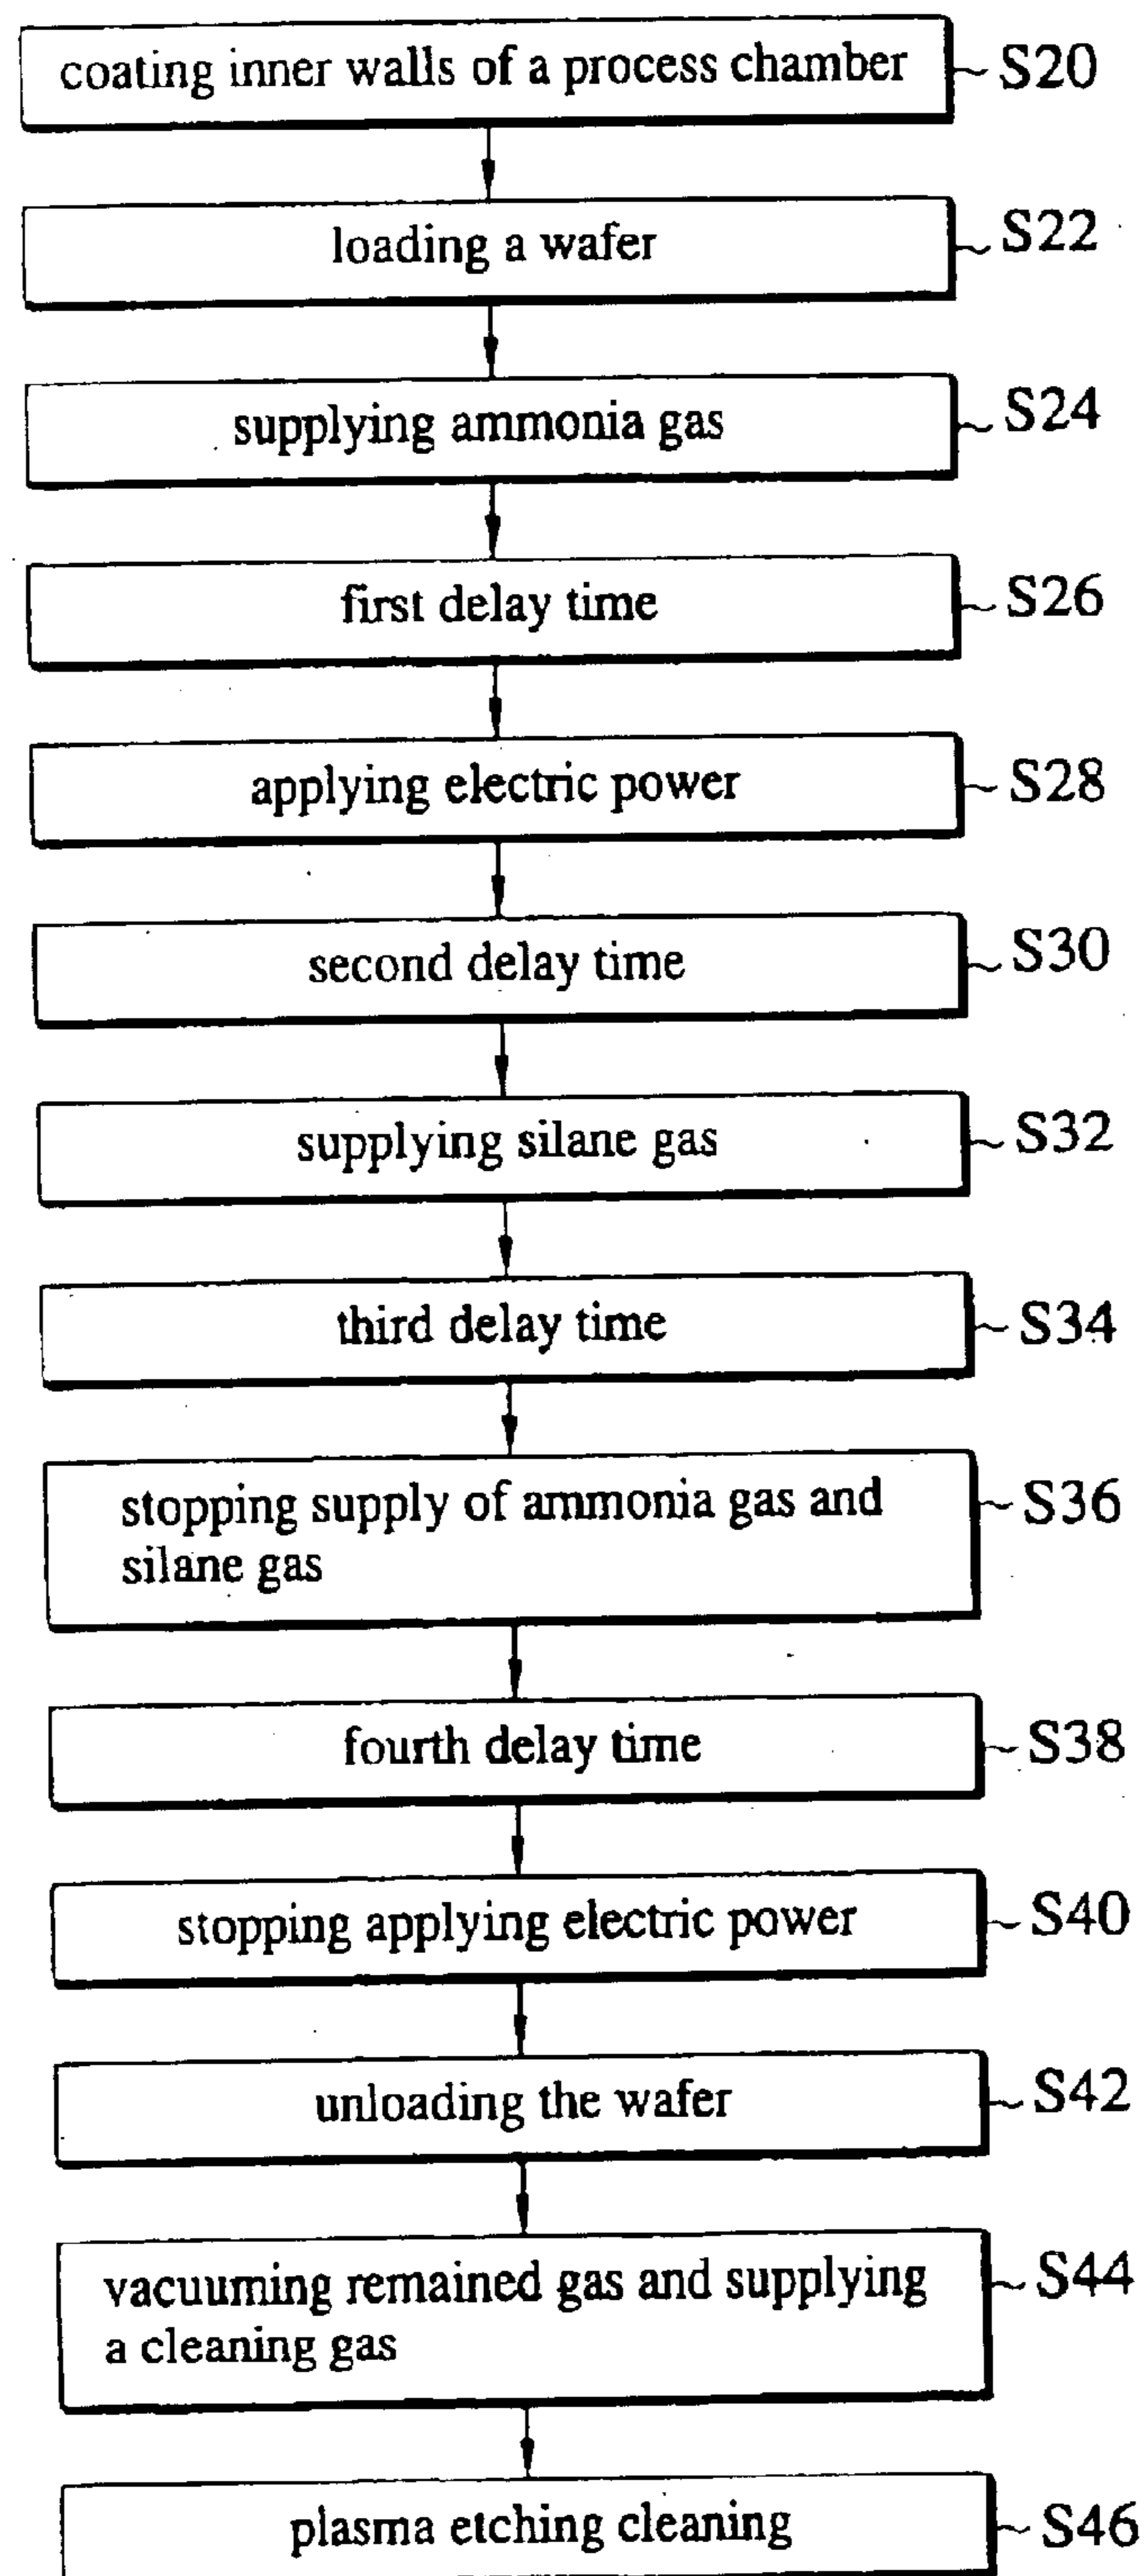 coating inner walls of a process chamber S20
loading a wafer S22
supplying ammonia gas S24
first delay time S26
applying electric power S28
second delay time S30
supplying silane gas S32
third delay time S34
stopping supply of ammonia gas and S36
silane gas
fourth delay time S38
stopping applying electric power S40
unloading the wafer S42
vacuuming remained gas and supplying S44
a cleaning gas
plasma etching cleaning S46